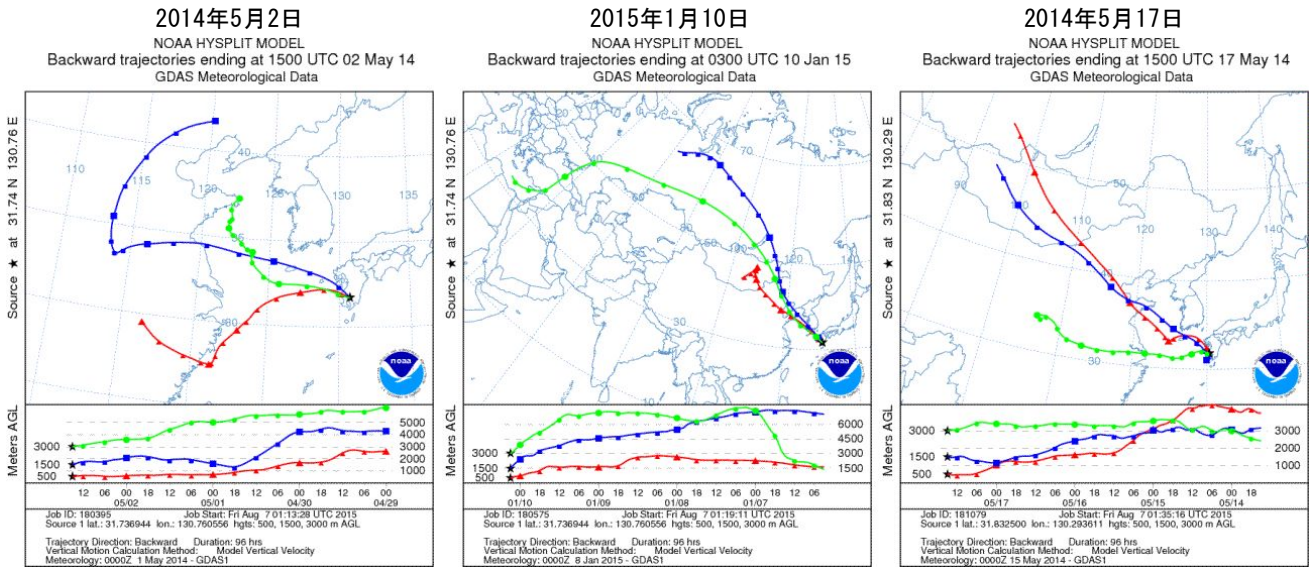 2014年5月2日
NOAA HYSPLIT MODEL
Backward trajectories ending at 1500 UTC 02 May 14
GDAS Meteorological Data
Source ★ at 31.74 N 130.76 E
110
115
120
40
130
135
35
30
noaa
Meters AGL
3000
1500
500
5000
4000
3000
2000
1000
12 06 00 18 12 06 00 18 12 06 00 18 12 06 00
05/02 05/01 04/30 04/29
Job ID: 180395 Job Start: Fri Aug 7 01:13:28 UTC 2015
Source 1 lat.: 31.736944 lon.: 130.760556 hgts: 500, 1500, 3000 m AGL
Trajectory Direction: Backward Duration: 96 hrs
Vertical Motion Calculation Method: Model Vertical Velocity
Meteorology: 0000Z 1 May 2014 - GDAS1
2015年1月10日
NOAA HYSPLIT MODEL
Backward trajectories ending at 0300 UTC 10 Jan 15
GDAS Meteorological Data
Source ★ at 31.74 N 130.76 E
70
60
120
140
30
10
noaa
Meters AGL
3000
1500
500
6000
4500
3000
1500
00 18 12 06 00 18 12 06 00 18 12 06 00 18 12 06
01/10 01/09 01/08 01/07
Job ID: 180575 Job Start: Fri Aug 7 01:19:11 UTC 2015
Source 1 lat.: 31.736944 lon.: 130.760556 hgts: 500, 1500, 3000 m AGL
Trajectory Direction: Backward Duration: 96 hrs
Vertical Motion Calculation Method: Model Vertical Velocity
Meteorology: 0000Z 8 Jan 2015 - GDAS1
2014年5月17日
NOAA HYSPLIT MODEL
Backward trajectories ending at 1500 UTC 17 May 14
GDAS Meteorological Data
Source ★ at 31.83 N 130.29 E
90
110
50
130
140
30
noaa
Meters AGL
3000
1500
500
3000
2000
1000
12 06 00 18 12 06 00 18 12 06 00 18 12 06 00 18
05/17 05/16 05/15 05/14
Job ID: 181079 Job Start: Fri Aug 7 01:35:16 UTC 2015
Source 1 lat.: 31.832500 lon.: 130.293611 hgts: 500, 1500, 3000 m AGL
Trajectory Direction: Backward Duration: 96 hrs
Vertical Motion Calculation Method: Model Vertical Velocity
Meteorology: 0000Z 15 May 2014 - GDAS1